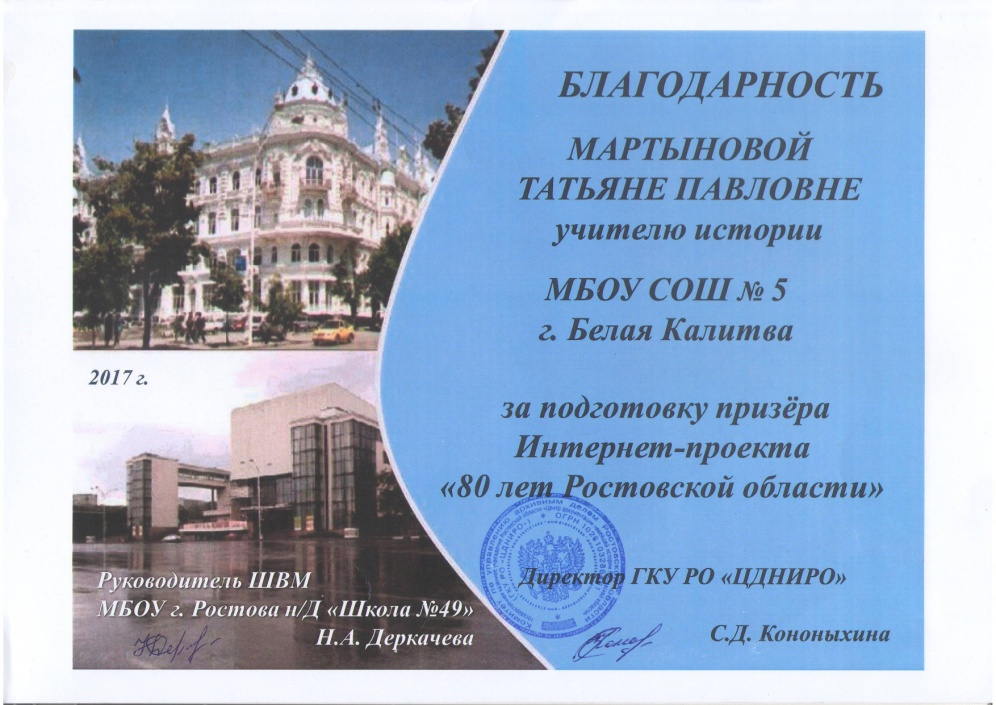 БЛАГОДАРНОСТЬ
МАРТЫНОВОЙ
ТАТЬЯНЕ ПАВЛОВНЕ
учителю истории
МБОУ СОШ № 5
г. Белая Калитва
за подготовку призёра
Интернет-проекта
«80 лет Ростовской области»
2017 г.
Руководитель ШВМ
МБОУ г. Ростова н/Д «Школа №49»
Н.А. Деркачева
Директор ГКУ РО «ЦДНИРО»
С.Д. Кононыхина